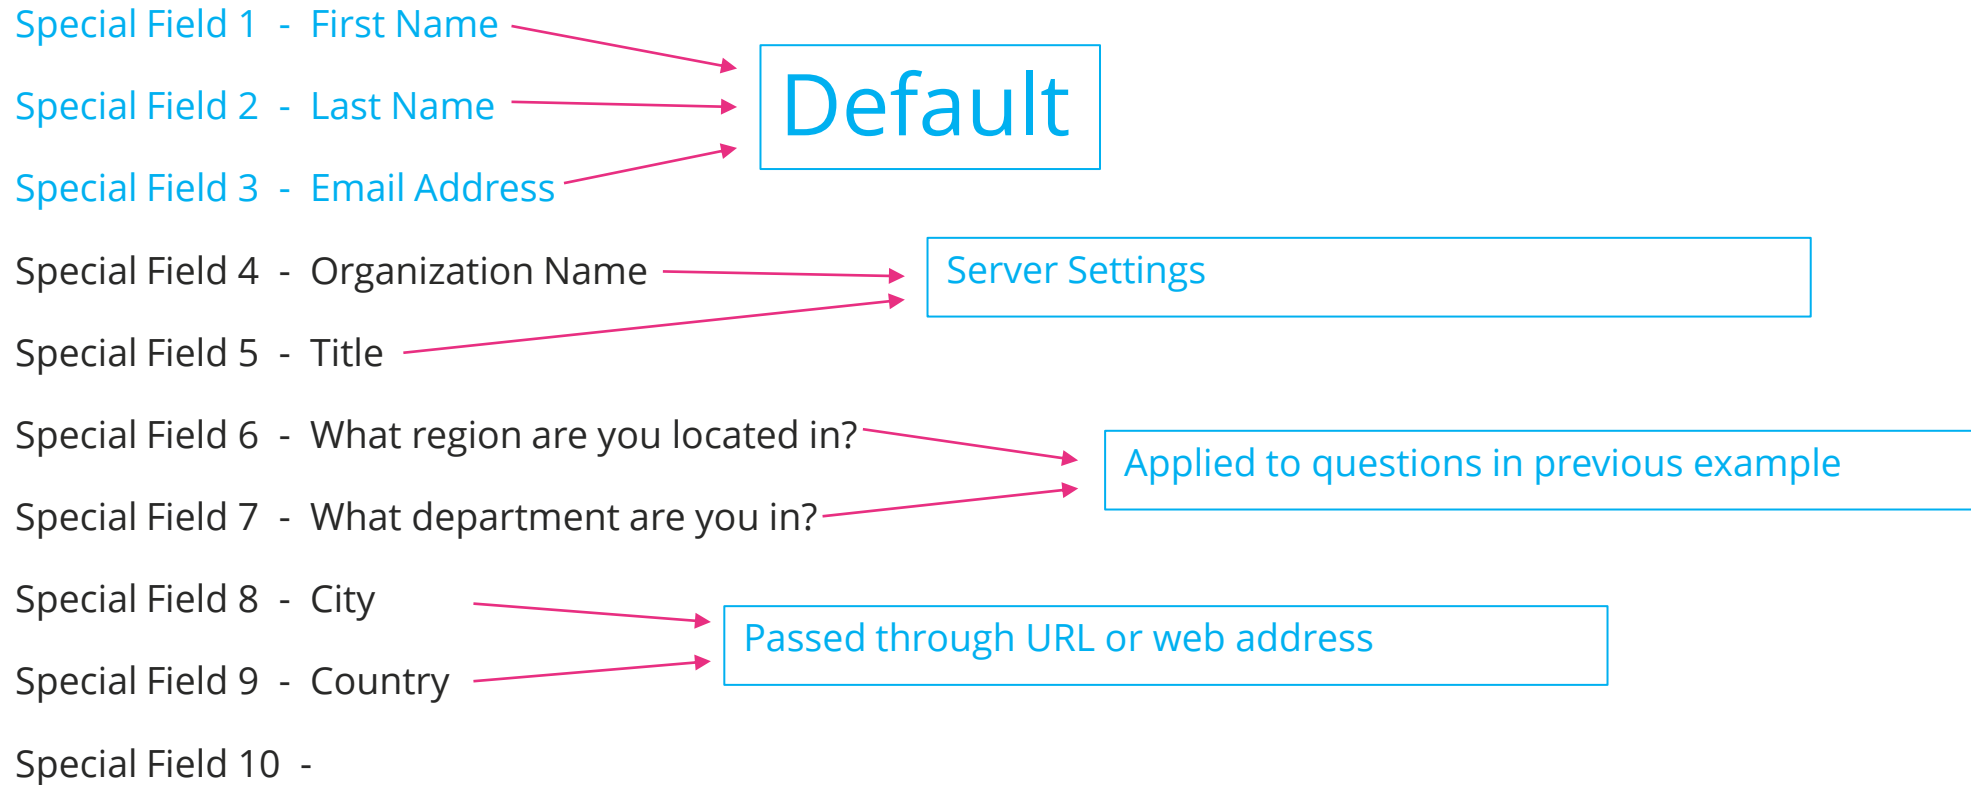 Special Field 1 - First Name
Default
Special Field 2 - Last Name
Special Field 3 - Email Address
Special Field 4 - Organization Name
Server Settings
Special Field 5 - Title
Special Field 6 - What region are you located in?
Applied to questions in previous example
Special Field 7 - What department are you in?
Special Field 8 - City
Passed through URL or web address
Special Field 9 - Country
Special Field 10 -